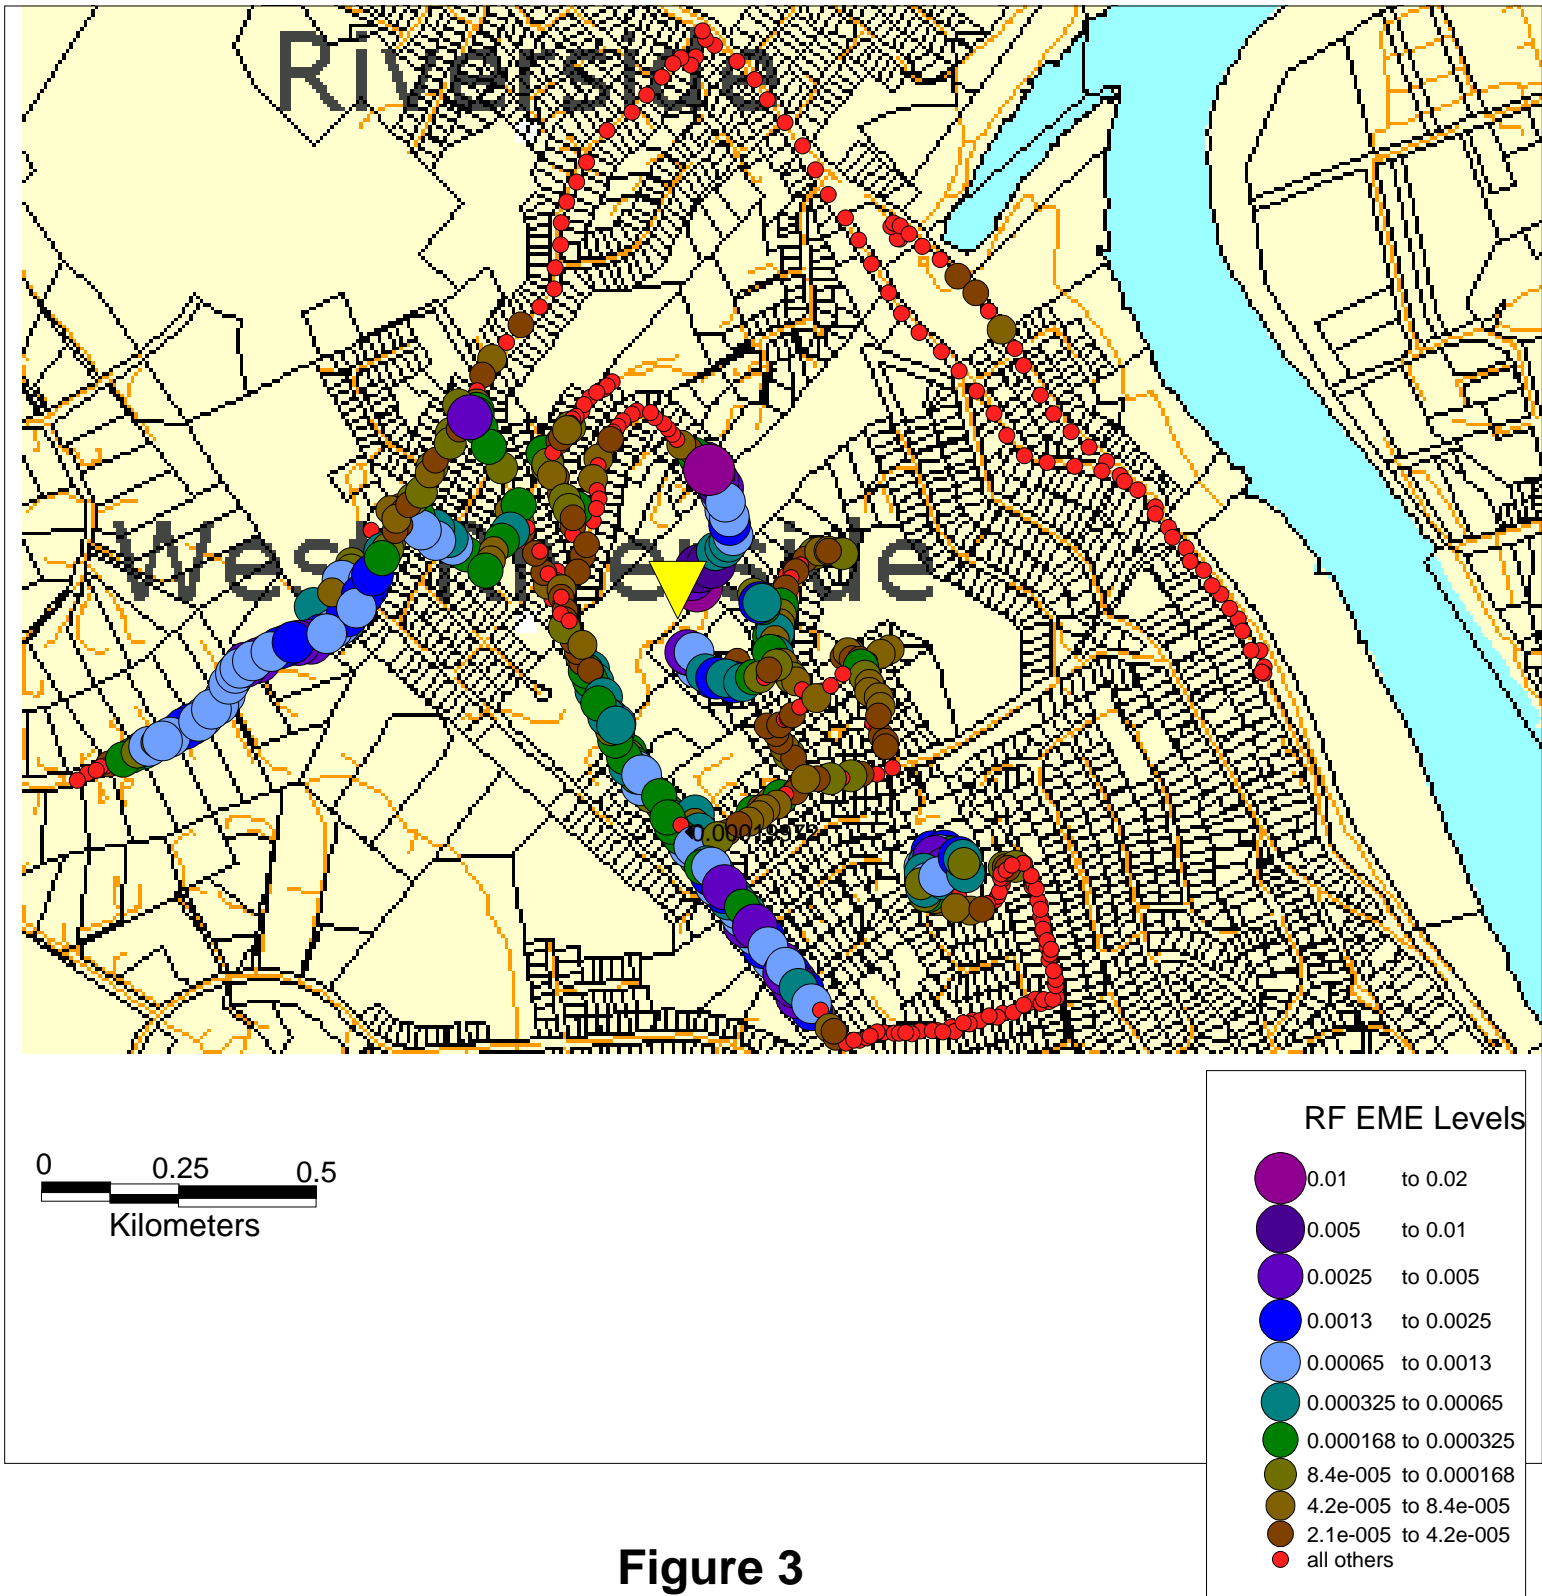 Riverside
West Riverside
0 0.25 0.5
Kilometers
RF EME Levels
0.01 to 0.02
0.005 to 0.01
0.0025 to 0.005
0.0013 to 0.0025
0.00065 to 0.0013
0.000325 to 0.00065
0.000168 to 0.000325
8.4e-005 to 0.000168
4.2e-005 to 8.4e-005
2.1e-005 to 4.2e-005
all others
Figure 3